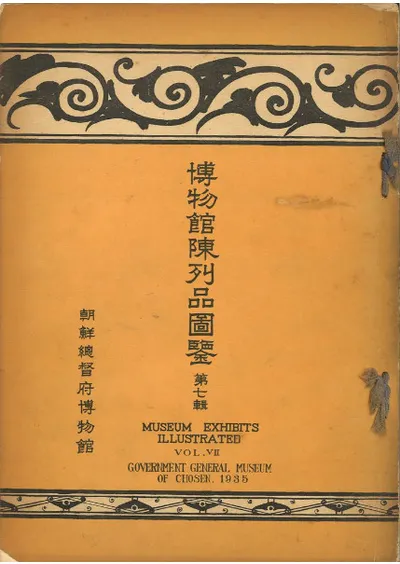 博物館陳列品圖鑒 第七輯
朝鮮總督府博物館
MUSEUM EXHIBITS
ILLUSTRATED
VOL.VII
GOVERNMENT GENERAL MUSEUM
OF CHOSEN. 1935